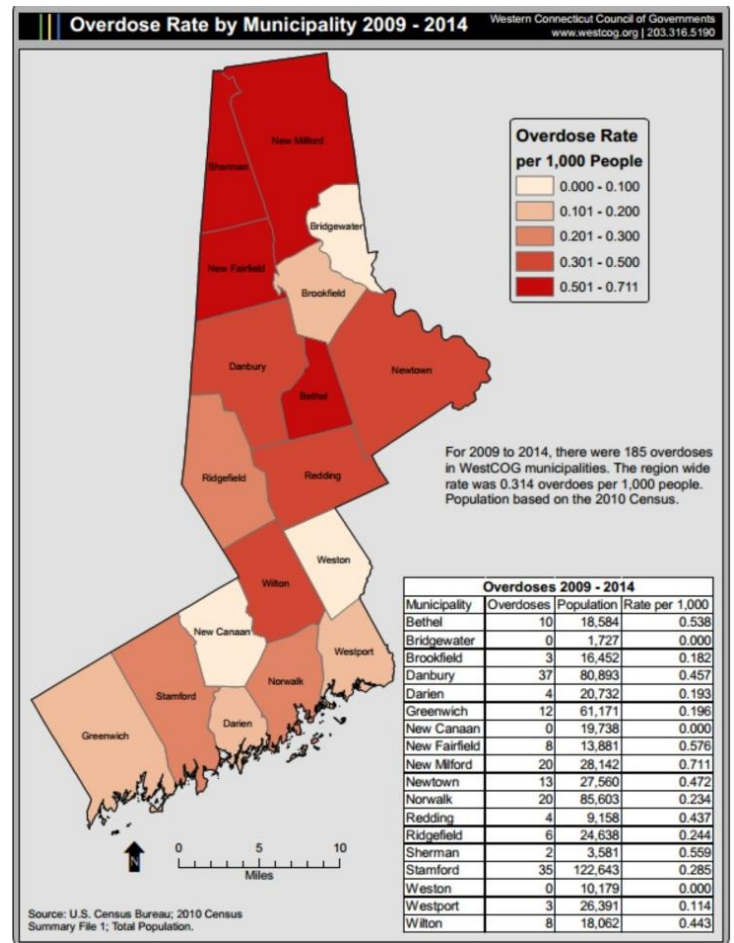 Overdose Rate by Municipality 2009 - 2014
Western Connecticut Council of Governments
www.westcog.org | 203.316.5190
Overdose Rate
per 1,000 People
0.000 - 0.100
0.101 - 0.200
0.201 - 0.300
0.301 - 0.500
0.501 - 0.711
New Milford
Sherman
Bridgewater
New Fairfield
Brookfield
Danbury
Newtown
Bethel
Ridgefield
Redding
Weston
Wilton
New Canaan
Westport
Norwalk
Stamford
Darien
Greenwich
For 2009 to 2014, there were 185 overdoses
in WestCOG municipalities. The region wide
rate was 0.314 overdoes per 1,000 people.
Population based on the 2010 Census.
Overdoses 2009 - 2014
Municipality Overdoses Population Rate per 1,000
Bethel 10 18,584 0.538
Bridgewater 0 1,727 0.000
Brookfield 3 16,452 0.182
Danbury 37 80,893 0.457
Darien 4 20,732 0.193
Greenwich 12 61,171 0.196
New Canaan 0 19,738 0.000
New Fairfield 8 13,881 0.576
New Milford 20 28,142 0.711
Newtown 13 27,560 0.472
Norwalk 20 85,603 0.234
Redding 4 9,158 0.437
Ridgefield 6 24,638 0.244
Sherman 2 3,581 0.559
Stamford 35 122,643 0.285
Weston 0 10,179 0.000
Westport 3 26,391 0.114
Wilton 8 18,062 0.443
N
0 5 10
Miles
Source: U.S. Census Bureau; 2010 Census
Summary File 1; Total Population.